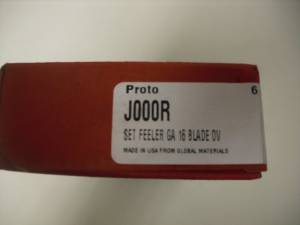 Proto 6
J000R
SET FEELER GA 16 BLADE OV
MADE IN USA FROM GLOBAL MATERIALS